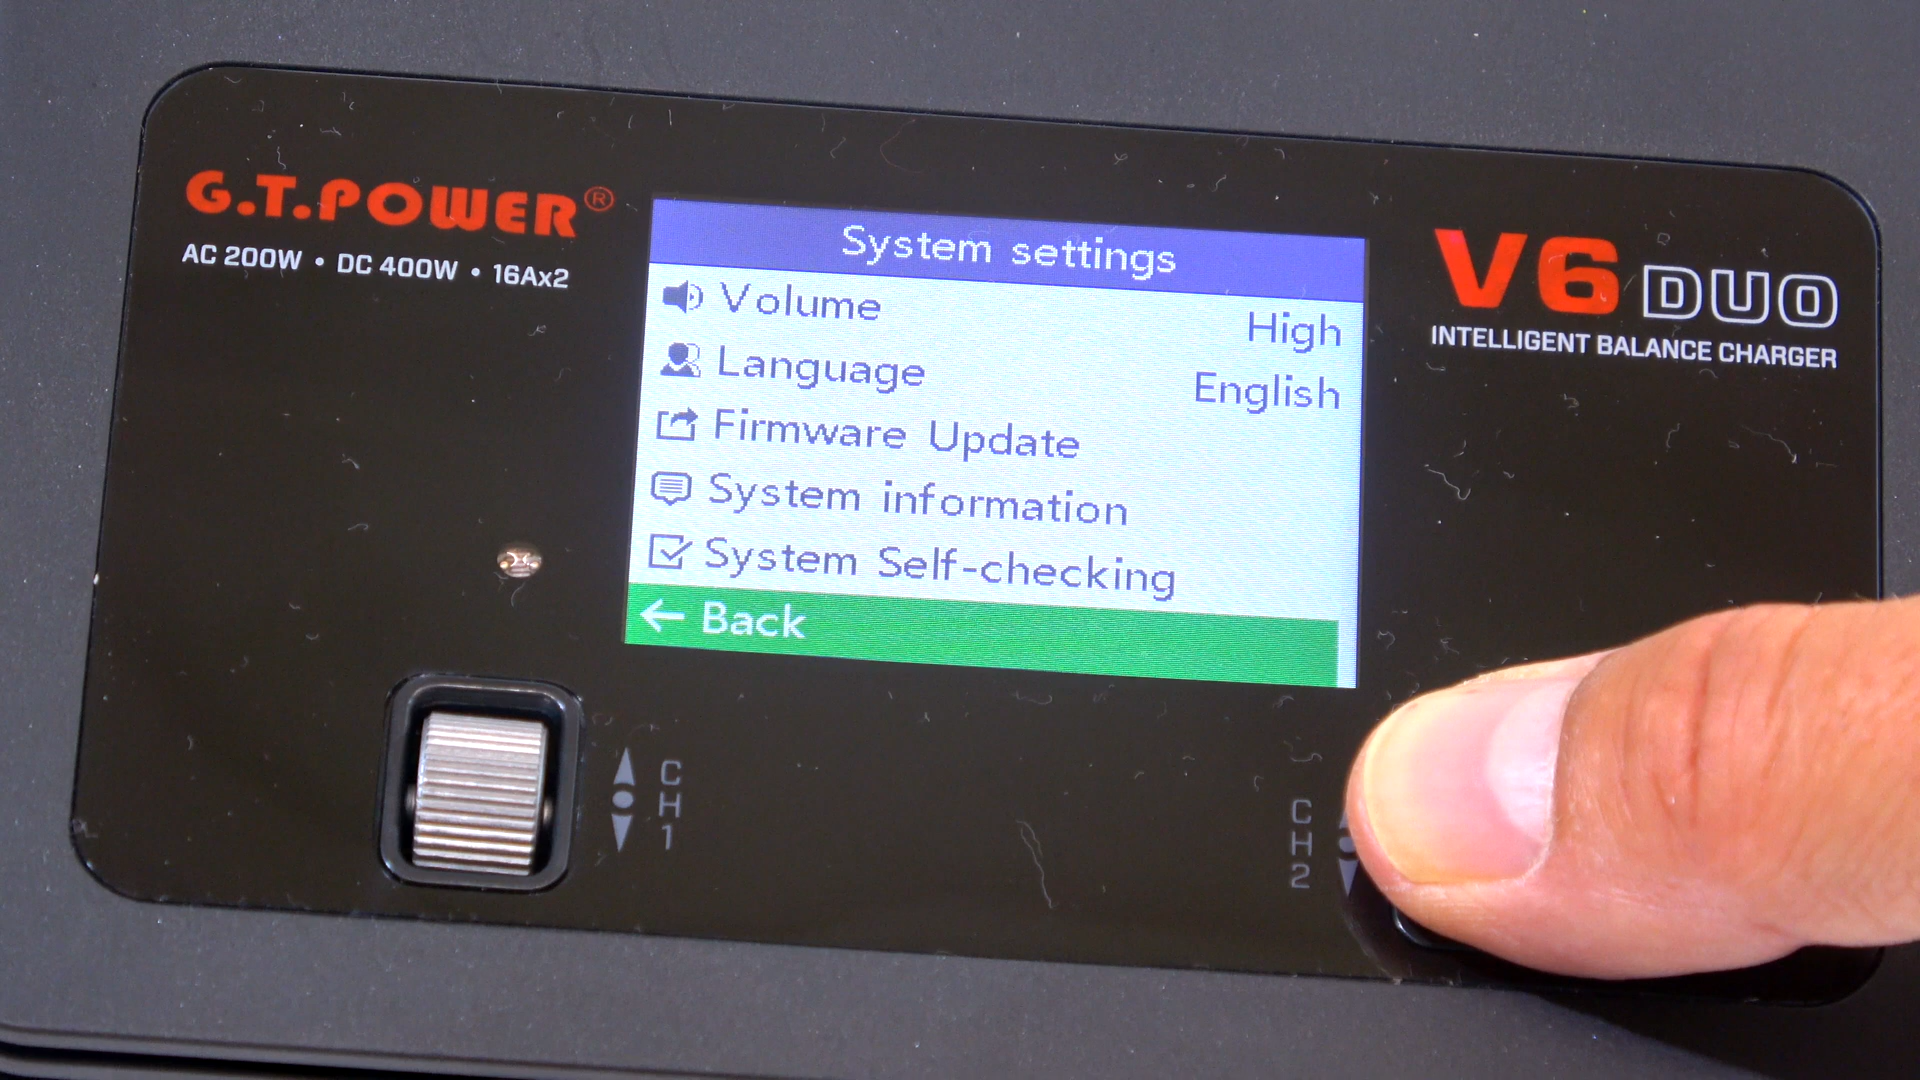 G.T.POWER®
AC 200W • DC 400W • 16Ax2
System settings
Volume High
Language English
Firmware Update
System information
System Self-checking
← Back
V6 DUO
INTELLIGENT BALANCE CHARGER
CH1
CH2